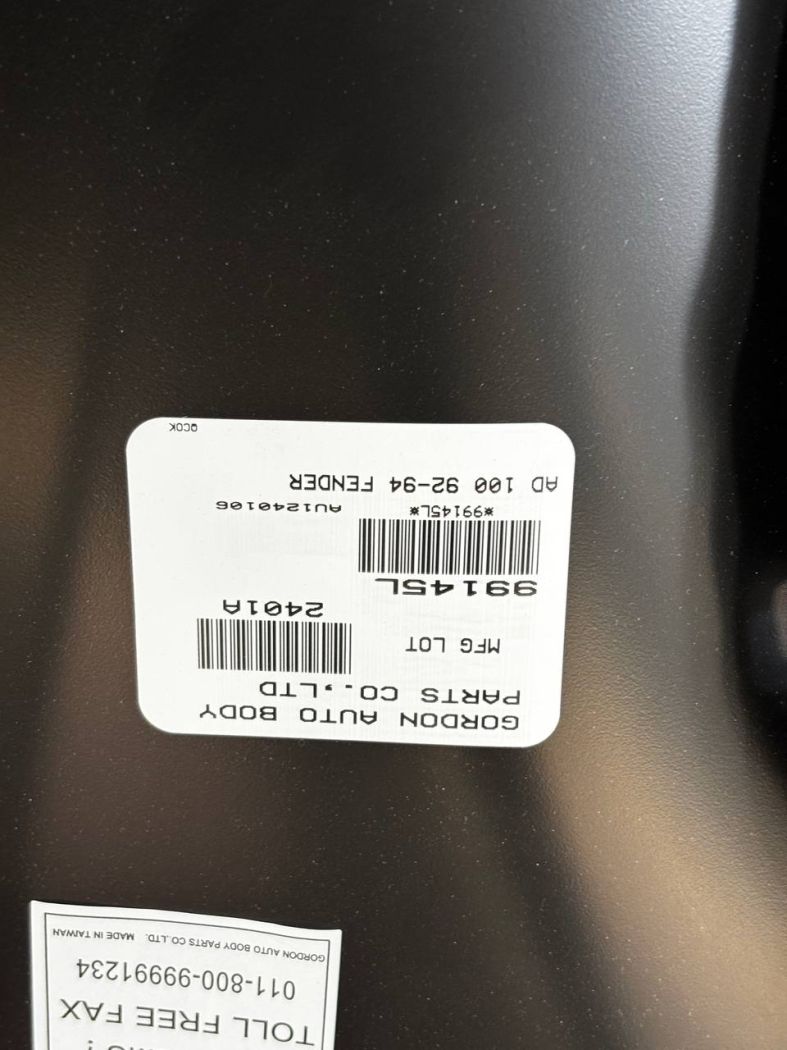 GORDON AUTO BODY
PARTS CO.,LTD
MFG LOT
2401A
99145L
*99145L*
AU1240106
AD 100 92-94 FENDER
QCOK
TOLL FREE FAX
011-800-99991234
GORDON AUTO BODY PARTS CO.,LTD. MADE IN TAIWAN